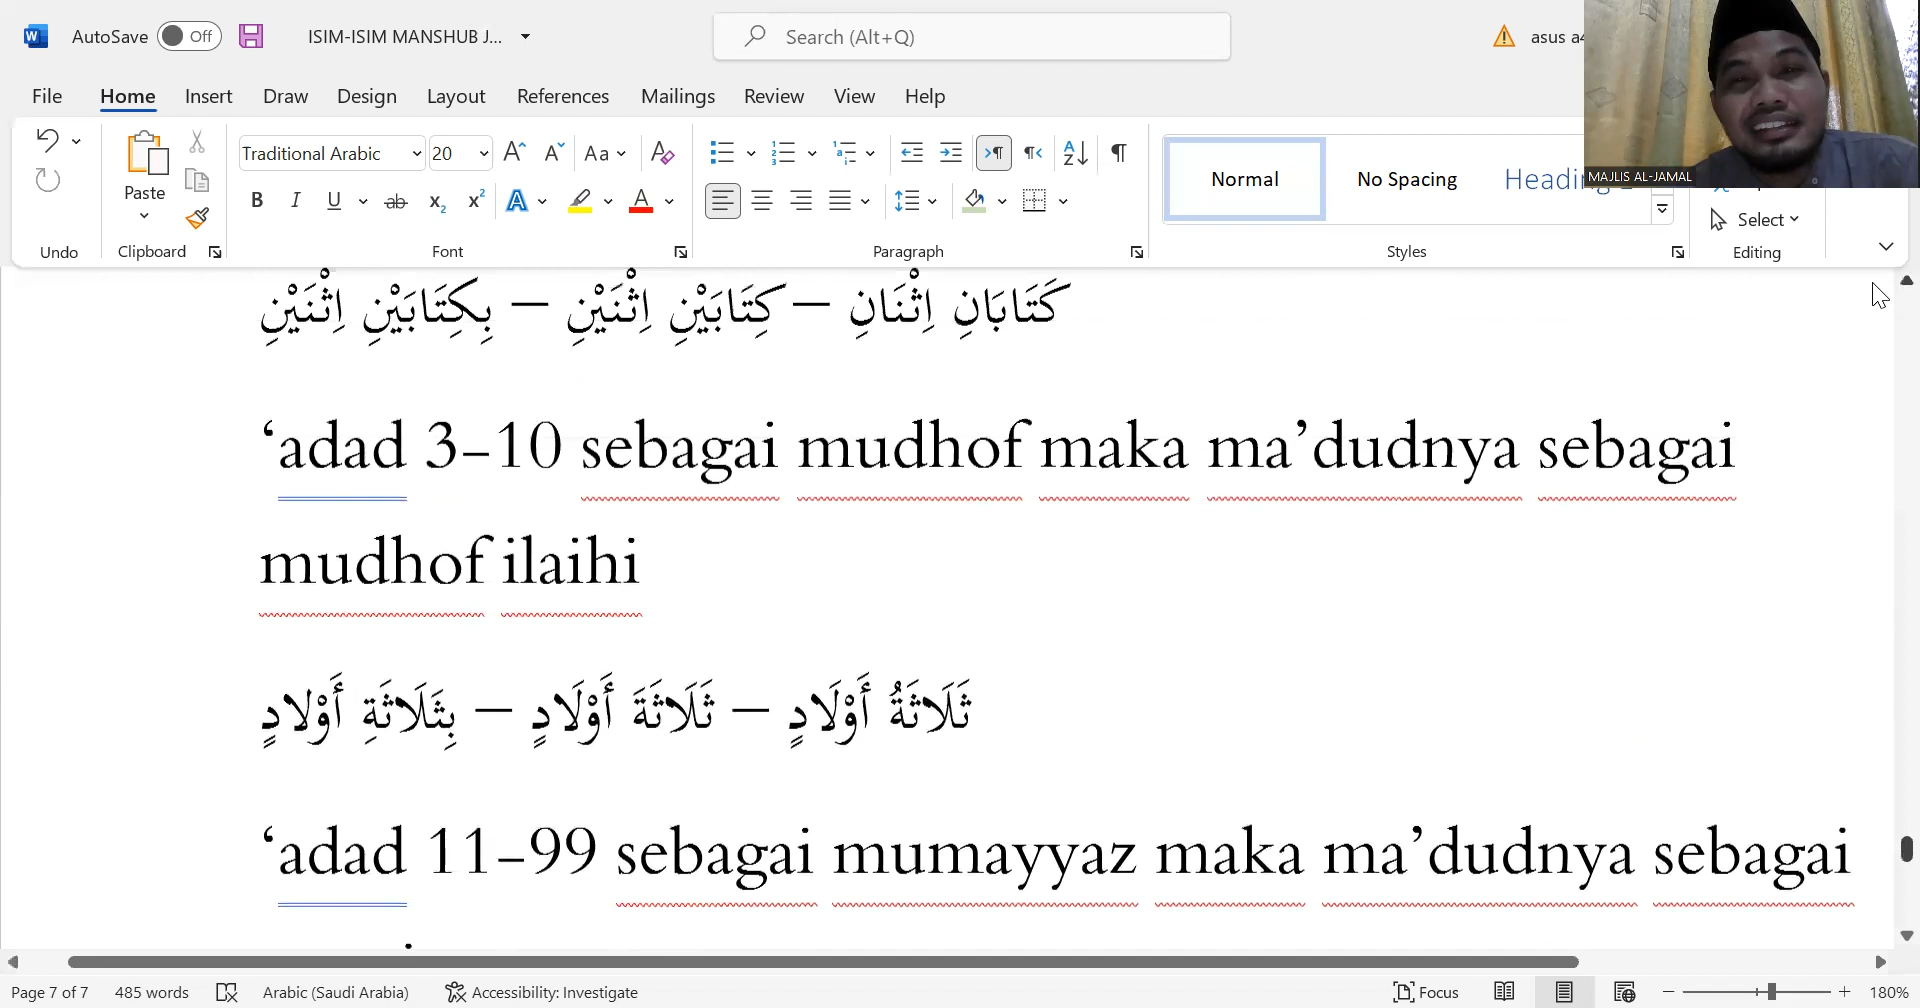 AutoSave Off ISIM-ISIM MANSHUB J... Search (Alt+Q) asus
File Home Insert Draw Design Layout References Mailings Review View Help
Traditional Arabic 20 Aa
Paste
B I U ab Normal No Spacing
MAJLIS AL-JAMAL
Select
Undo Clipboard Font Paragraph Styles Editing
كَتَابَانِ اِثْنَانِ – كِتَابَيْنِ اِثْنَيْنِ – بِكِتَابَيْنِ اِثْنَيْنِ
‘adad 3–10 sebagai mudhof maka ma’dudnya sebagai
mudhof ilaihi
ثَلَاثَةُ أَوْلَادٍ – ثَلَاثَةَ أَوْلَادٍ – بِثَلَاثَةِ أَوْلادٍ
‘adad 11–99 sebagai mumayyaz maka ma’dudnya sebagai
Page 7 of 7 485 words Arabic (Saudi Arabia) Accessibility: Investigate Focus 180%